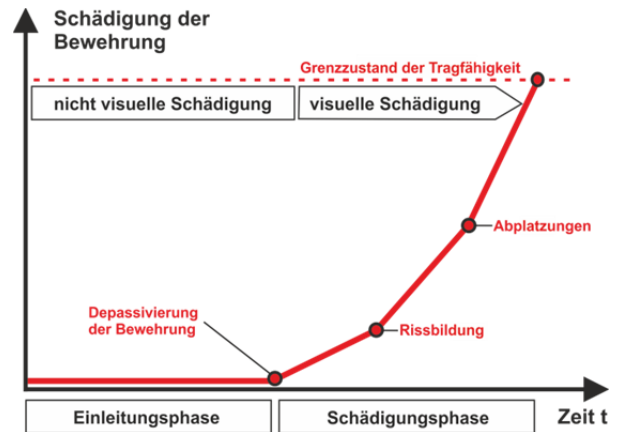 Schädigung der
Bewehrung
Grenzzustand der Tragfähigkeit
nicht visuelle Schädigung
visuelle Schädigung
Abplatzungen
Depassivierung
der Bewehrung
Rissbildung
Einleitungsphase
Schädigungsphase
Zeit t